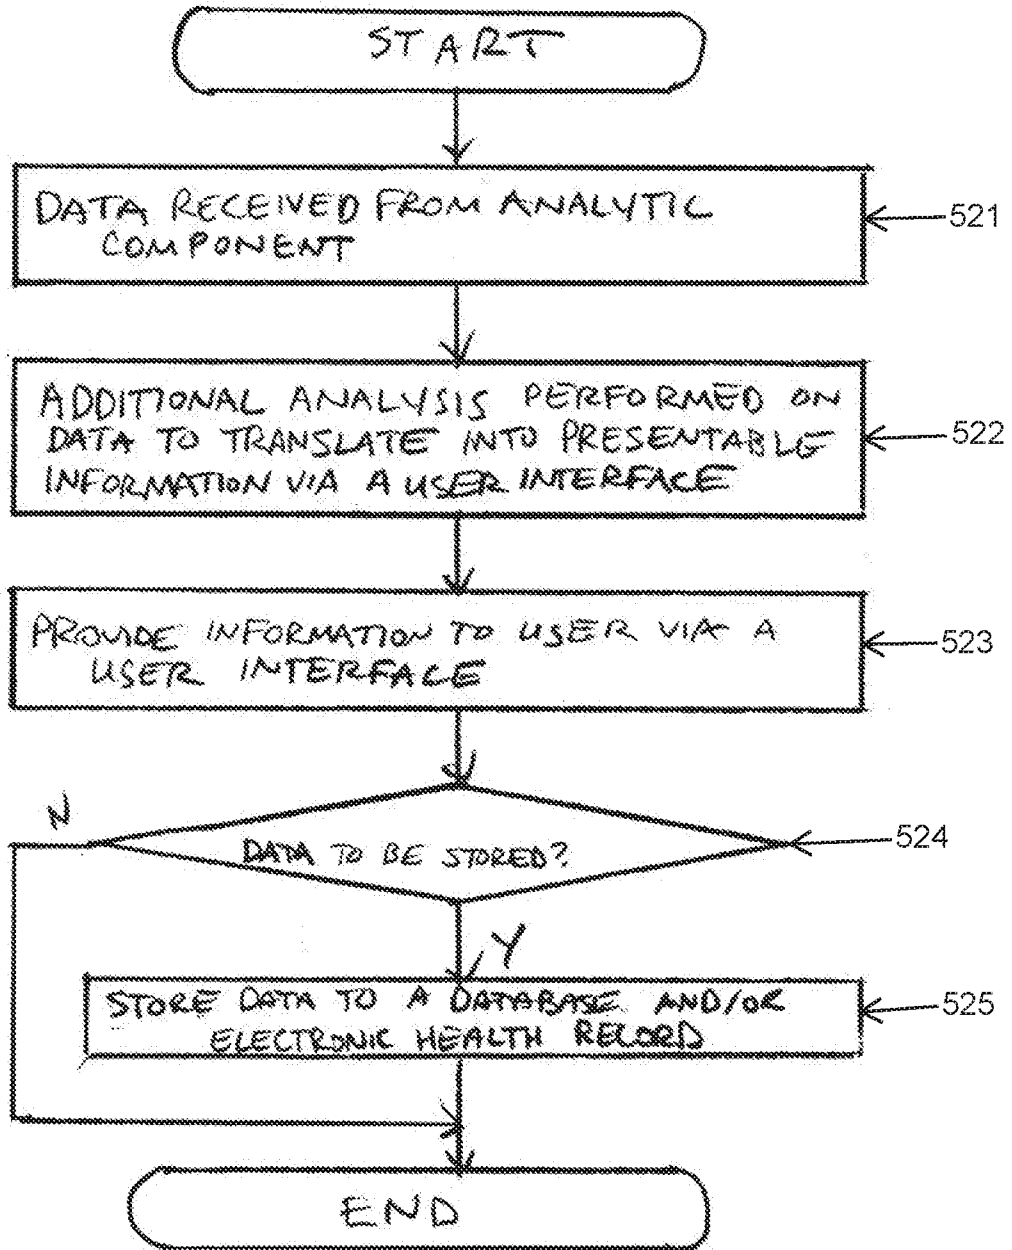 START
DATA RECEIVED FROM ANALYTIC
COMPONENT
521
ADDITIONAL ANALYSIS PERFORMED ON
DATA TO TRANSLATE INTO PRESENTABLE
INFORMATION VIA A USER INTERFACE
522
PROVIDE INFORMATION TO USER VIA A
USER INTERFACE
523
N
DATA TO BE STORED?
524
Y
STORE DATA TO A DATABASE AND/OR
ELECTRONIC HEALTH RECORD
525
END